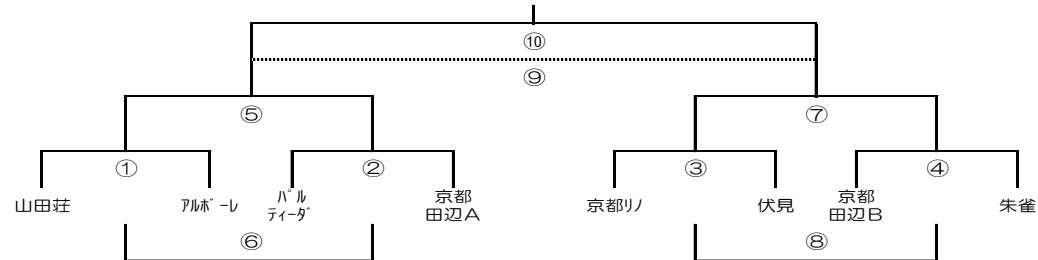 ⑩
⑨
⑤
⑦
①
②
③
④
山田荘
ｱﾙﾎﾞｰﾚ
ﾊﾟﾙ
ﾃｨｰﾀﾞ
京都
田辺A
京都ﾘﾉ
伏見
京都
田辺B
朱雀
⑥
⑧